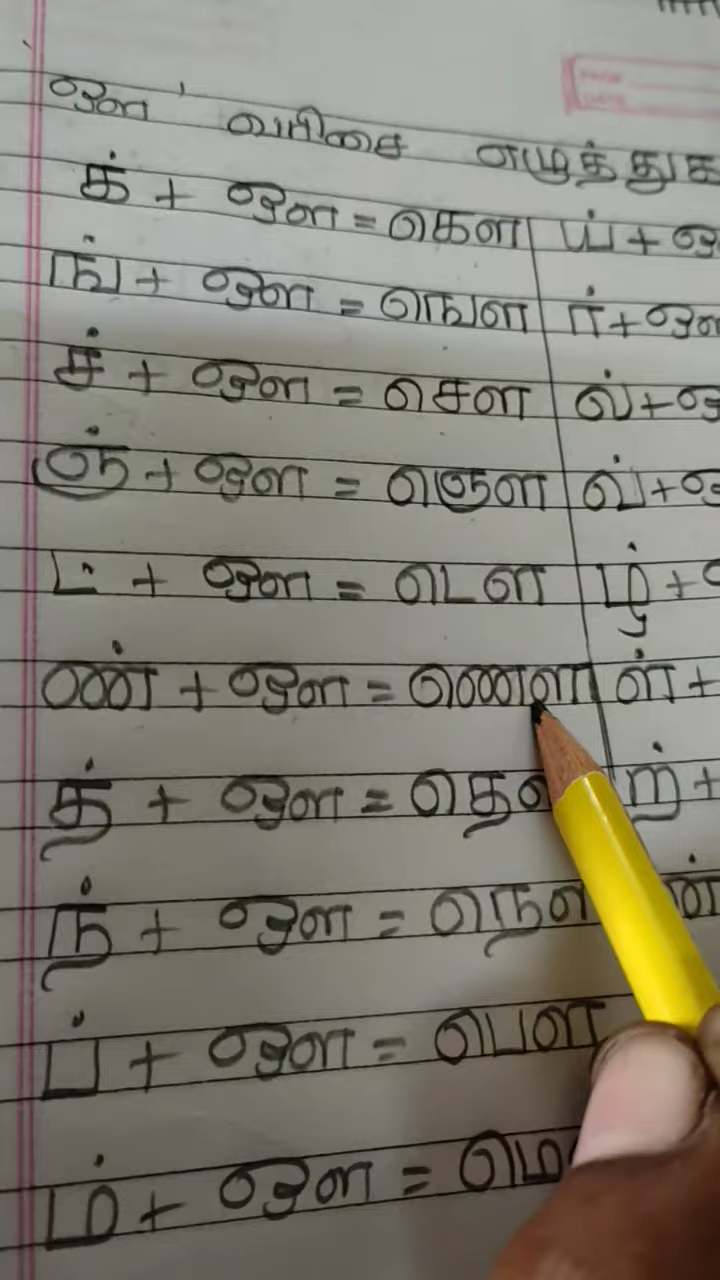 ஔ வரிசை எழுத்துக
க் + ஔ = கௌ ய் + ஔ
ங் + ஔ = ஙௌ ர் + ஔ
ச் + ஔ = சௌ ல் + ஔ
ஞ் + ஔ = ஞௌ வ் + ஔ
ட் + ஔ = டௌ ழ் +
ண் + ஔ = ணௌ ள் +
த் + ஔ = தௌ ற் +
ந் + ஔ = நௌ ன்
ப் + ஔ = பௌ
ம் + ஔ = மெ